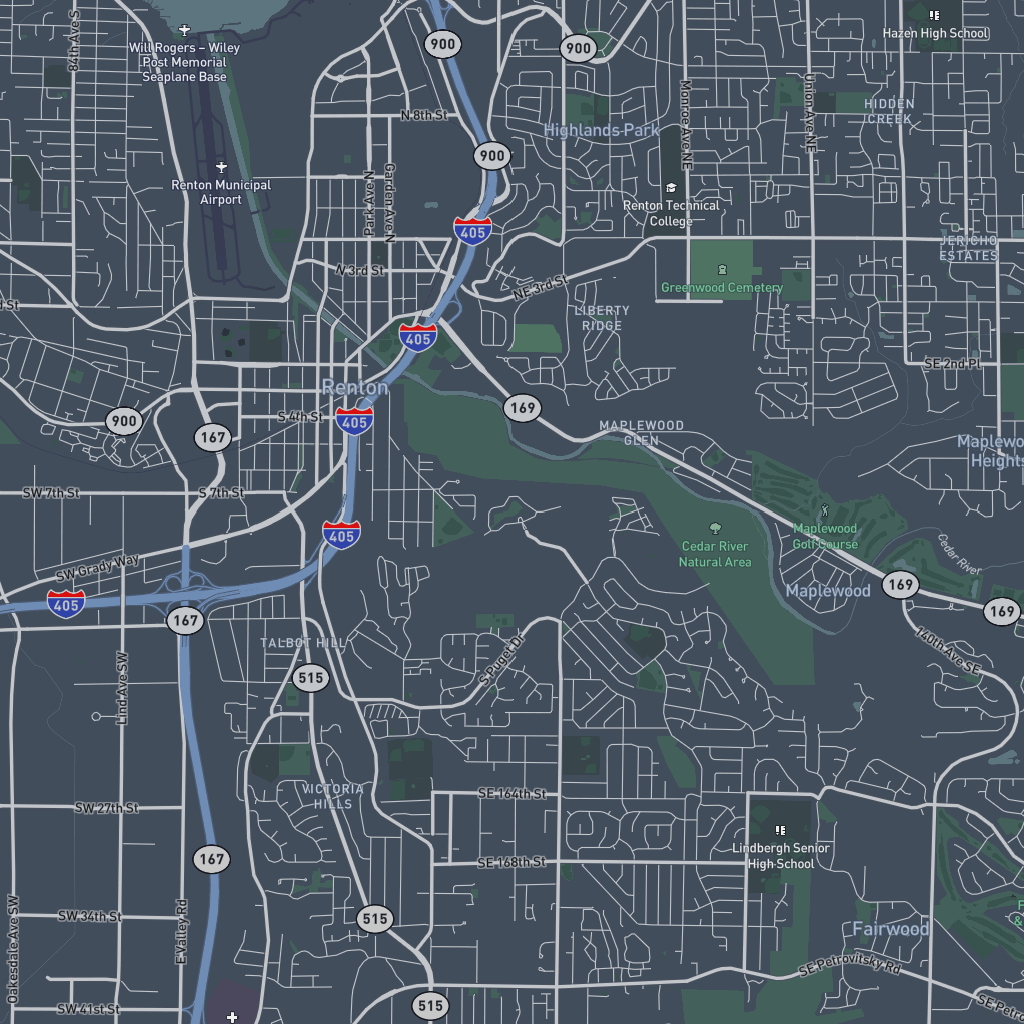 84th Ave S
Will Rogers – Wiley
Post Memorial
Seaplane Base
900
900
Hazen High School
N 8th St
Monroe Ave NE
Union Ave NE
HIDDEN
CREEK
Highlands Park
900
Renton Municipal
Airport
Park Ave N
Garden Ave N
Renton Technical
College
405
JERICHO
ESTATES
N 3rd St
NE 3rd St
Greenwood Cemetery
LIBERTY
RIDGE
405
SE 2nd Pl
Renton
900
167
S 4th St
405
169
MAPLEWOOD
GLEN
Maplewo
Heights
SW 7th St
S 7th St
405
Cedar River
Natural Area
Maplewood
Golf Course
Cedar River
SW Grady Way
405
167
Maplewood
169
169
TALBOT HILL
140th Ave SE
Lind Ave SW
515
S Puget Dr
VICTORIA
HILLS
SE 164th St
SW 27th St
Lindbergh Senior
High School
167
SE 168th St
Oakesdale Ave SW
SW 34th St
E Valley Rd
515
Fairwood
F
&
SE Petrovitsky Rd
SW 41st St
515
SE Petro